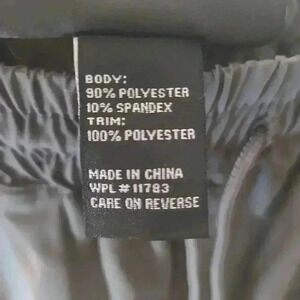 BODY:
90% POLYESTER
10% SPANDEX
TRIM:
100% POLYESTER
MADE IN CHINA
WPL # 11783
CARE ON REVERSE